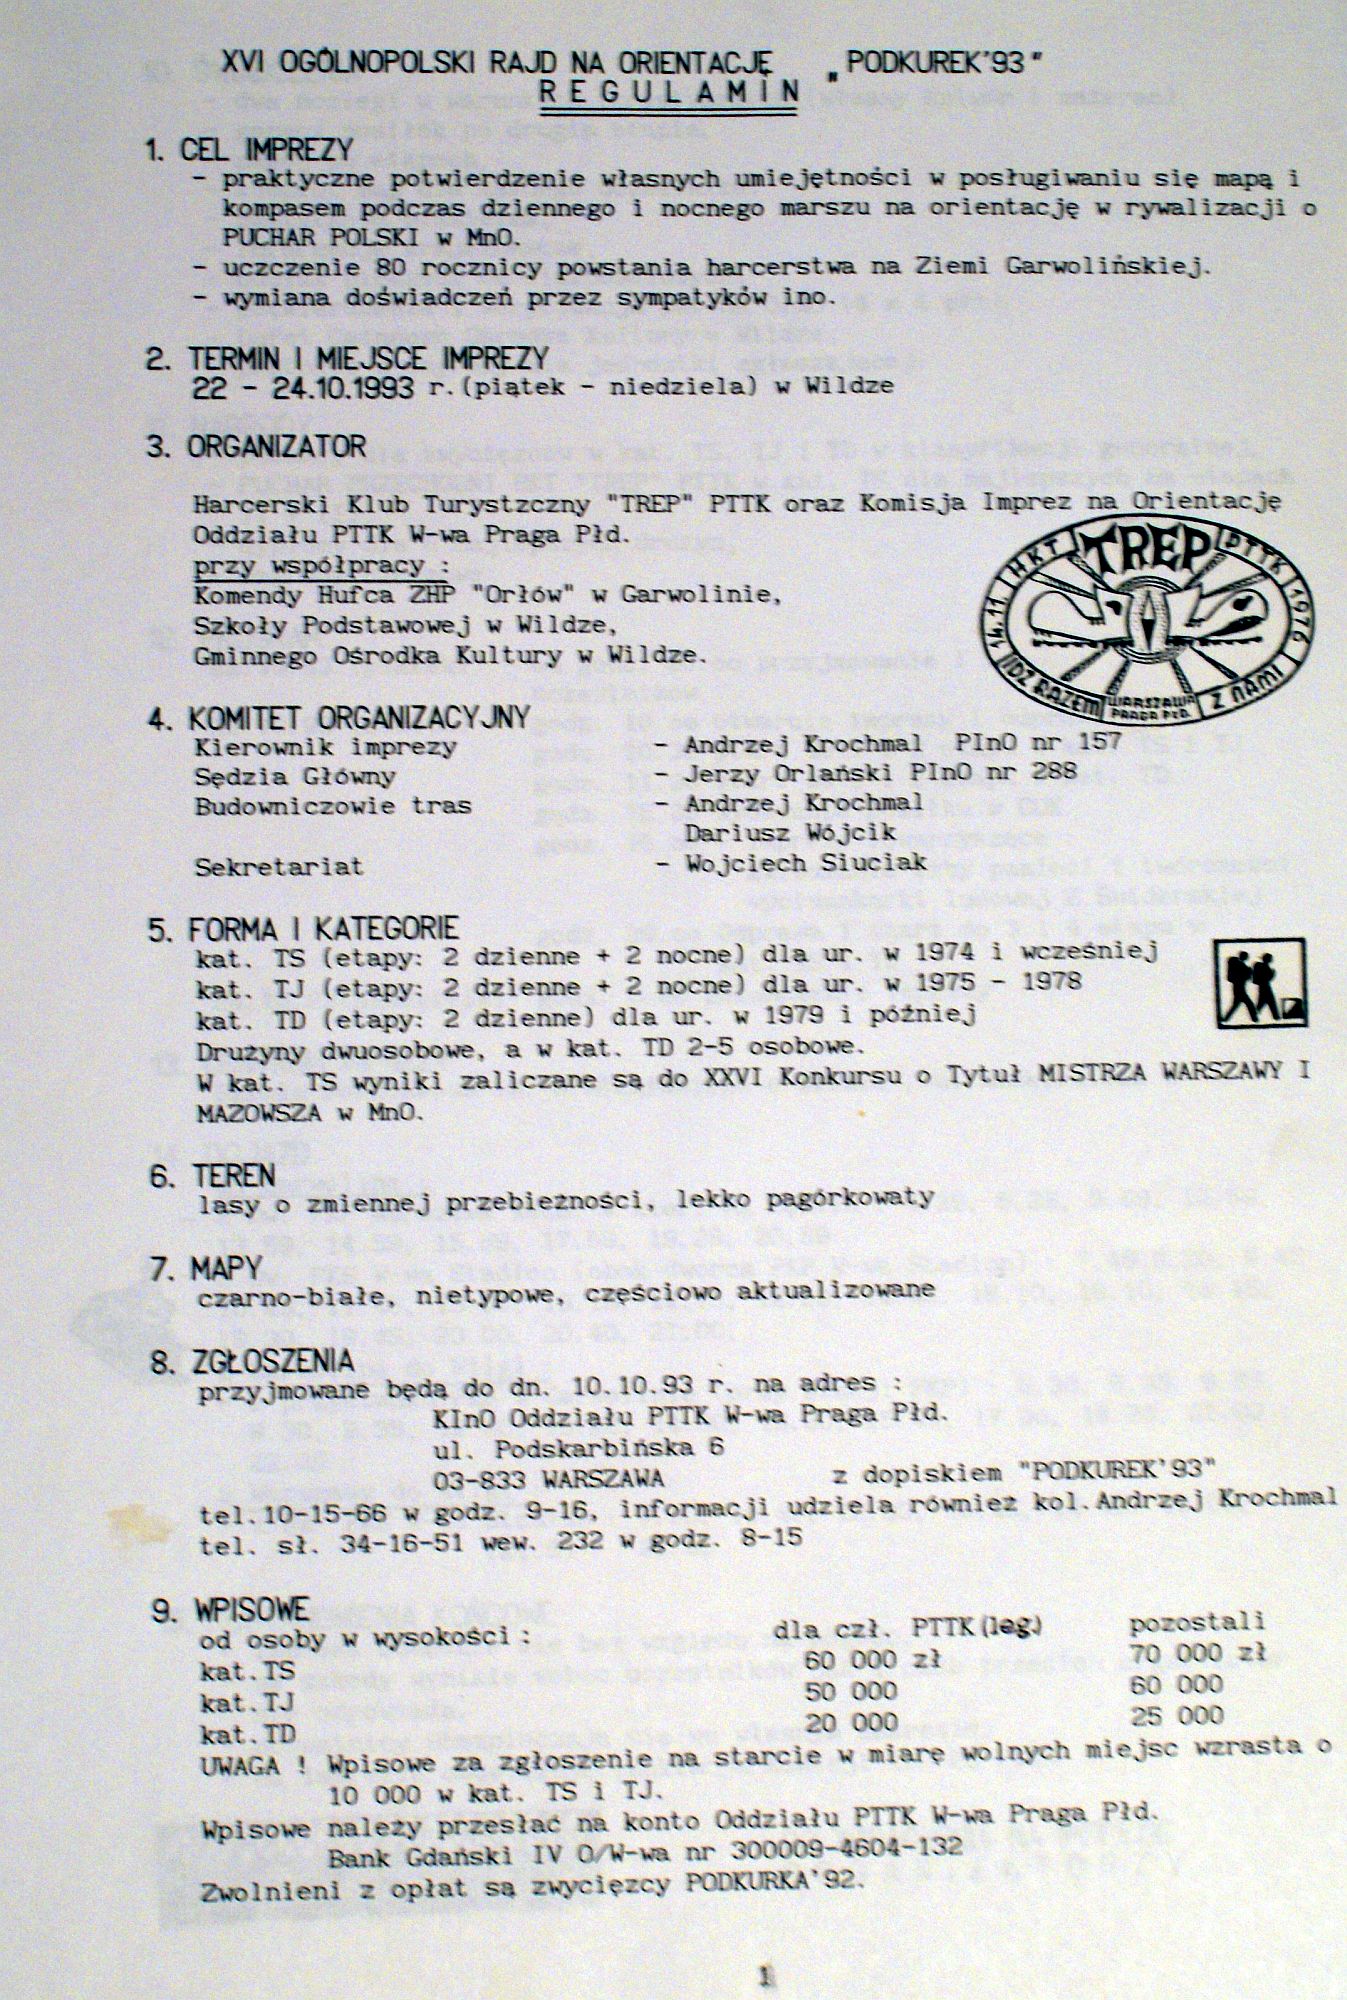 XVI OGÓLNOPOLSKI RAJD NA ORIENTACJĘ „PODKUREK'93"
REGULAMIN
1. CEL IMPREZY
- praktyczne potwierdzenie własnych umiejętności w posługiwaniu się mapą i
kompasem podczas dziennego i nocnego marszu na orientację w rywalizacji o
PUCHAR POLSKI w MnO.
- uczczenie 80 rocznicy powstania harcerstwa na Ziemi Garwolińskiej.
- wymiana doświadczeń przez sympatyków ino.
2. TERMIN I MIEJSCE IMPREZY
22 - 24.10.1993 r.(piątek - niedziela) w Wildze
3. ORGANIZATOR
Harcerski Klub Turystzczny "TREP" PTTK oraz Komisja Imprez na Orientację
Oddziału PTTK W-wa Praga Płd.
przy współpracy :
Komendy Hufca ZHP "Orłów" w Garwolinie,
Szkoły Podstawowej w Wildze,
Gminnego Ośrodka Kultury w Wildze.
14.11 HKT TREP PTTK 1976
IDZ RAZEM WARSZAWA PRAGA PŁD. Z NAMI
4. KOMITET ORGANIZACYJNY
Kierownik imprezy - Andrzej Krochmal PInO nr 157
Sędzia Główny - Jerzy Orlański PInO nr 288
Budowniczowie tras - Andrzej Krochmal
Dariusz Wójcik
Sekretariat - Wojciech Siuciak
5. FORMA I KATEGORIE
kat. TS (etapy: 2 dzienne + 2 nocne) dla ur. w 1974 i wcześniej
kat. TJ (etapy: 2 dzienne + 2 nocne) dla ur. w 1975 - 1978
kat. TD (etapy: 2 dzienne) dla ur. w 1979 i później
Drużyny dwuosobowe, a w kat. TD 2-5 osobowe.
W kat. TS wyniki zaliczane są do XXVI Konkursu o Tytuł MISTRZA WARSZAWY I
MAZOWSZA w MnO.
6. TEREN
lasy o zmiennej przebieżności, lekko pagórkowaty
7. MAPY
czarno-białe, nietypowe, częściowo aktualizowane
8. ZGŁOSZENIA
przyjmowane będą do dn. 10.10.93 r. na adres :
KInO Oddziału PTTK W-wa Praga Płd.
ul. Podskarbińska 6
03-833 WARSZAWA z dopiskiem "PODKUREK'93"
tel.10-15-66 w godz. 9-16, informacji udziela również kol.Andrzej Krochmal
tel. sł. 34-16-51 wew. 232 w godz. 8-15
9. WPISOWE
od osoby w wysokości : dla czł. PTTK(leg.) pozostali
kat.TS 60 000 zł 70 000 zł
kat.TJ 50 000 60 000
kat.TD 20 000 25 000
UWAGA ! Wpisowe za zgłoszenie na starcie w miarę wolnych miejsc wzrasta o
10 000 w kat. TS i TJ.
Wpisowe należy przesłać na konto Oddziału PTTK W-wa Praga Płd.
Bank Gdański IV O/W-wa nr 300009-4604-132
Zwolnieni z opłat są zwycięzcy PODKURKA'92.
1